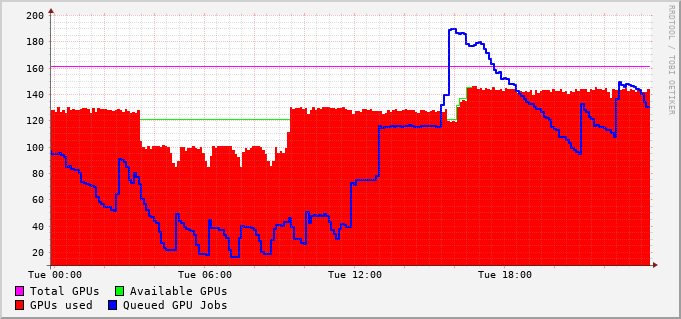 200
180
160
140
120
100
80
60
40
20
Tue 00:00 Tue 06:00 Tue 12:00 Tue 18:00
Total GPUs Available GPUs
GPUs used Queued GPU Jobs
RRDTOOL / TOBI OETIKER